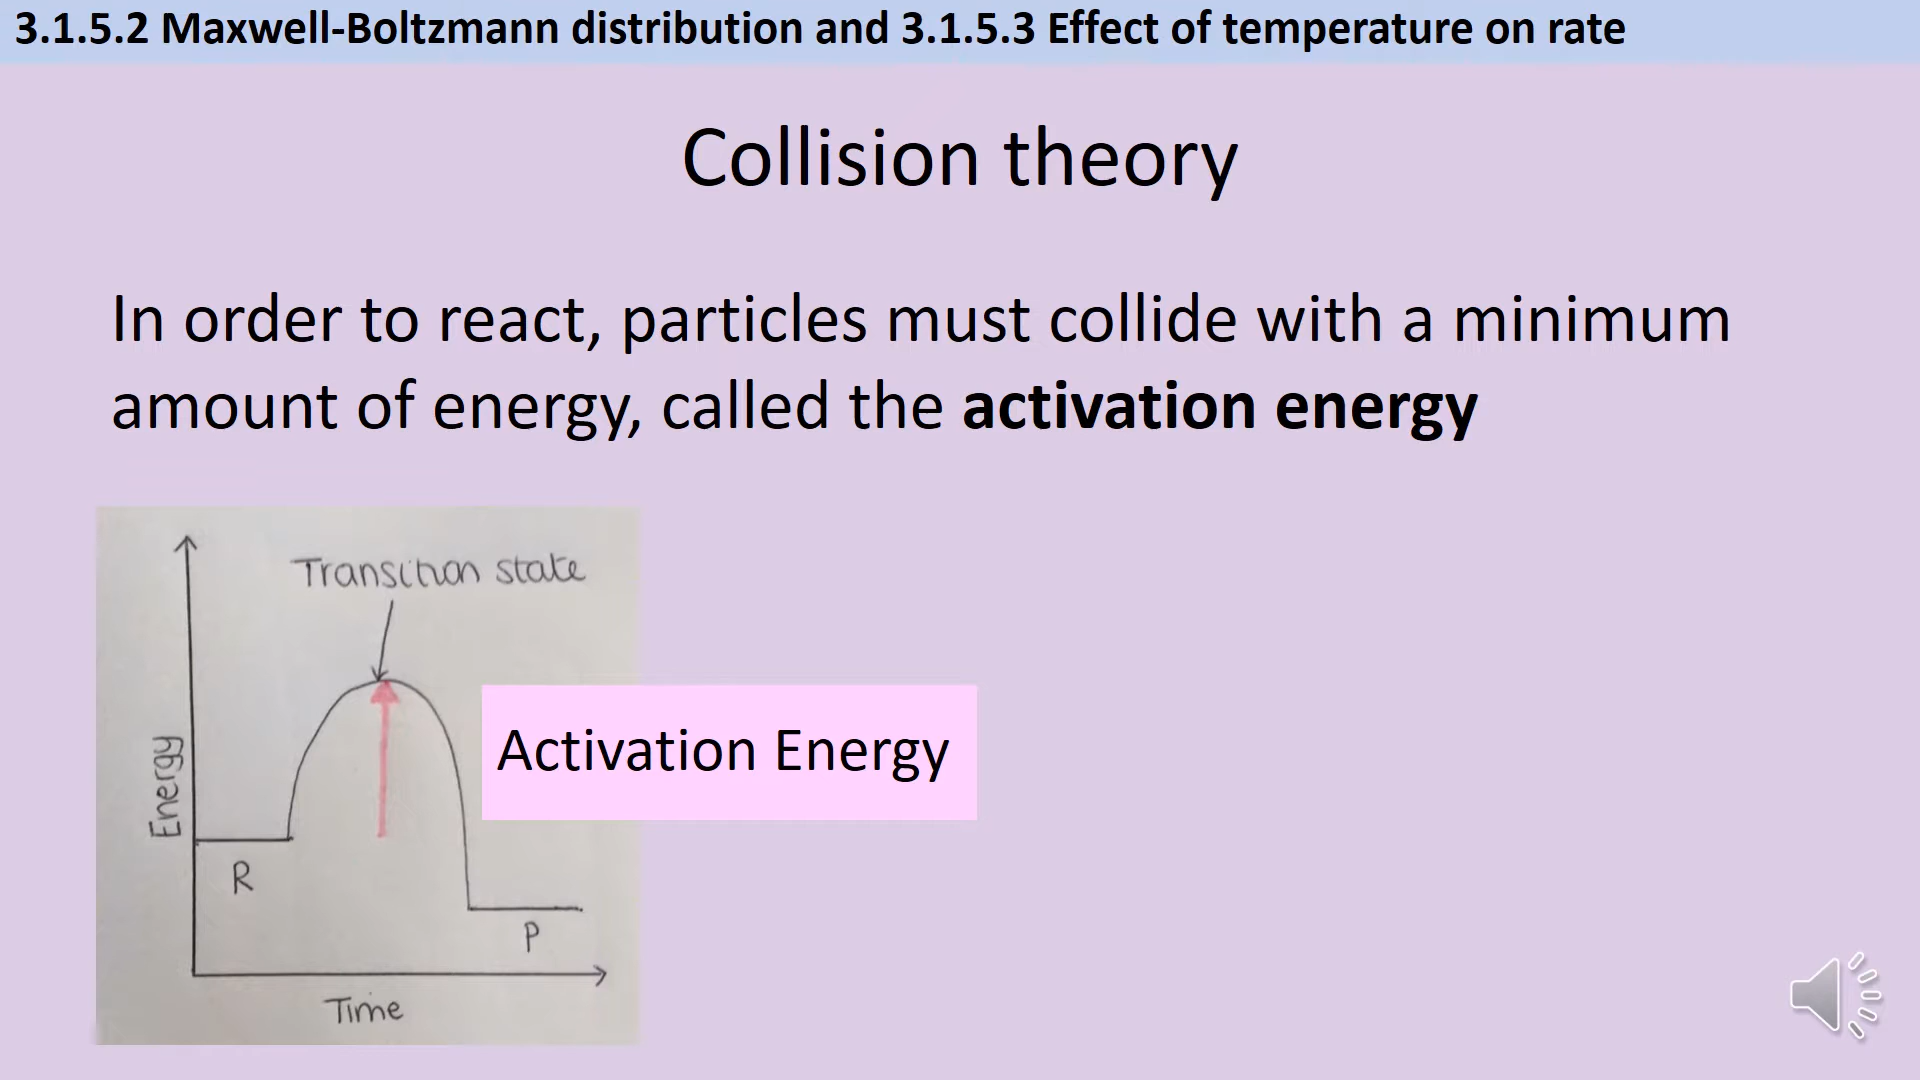 3.1.5.2 Maxwell-Boltzmann distribution and 3.1.5.3 Effect of temperature on rate
Collision theory
In order to react, particles must collide with a minimum
amount of energy, called the activation energy
Transition state
Activation Energy
Energy
R
P
Time